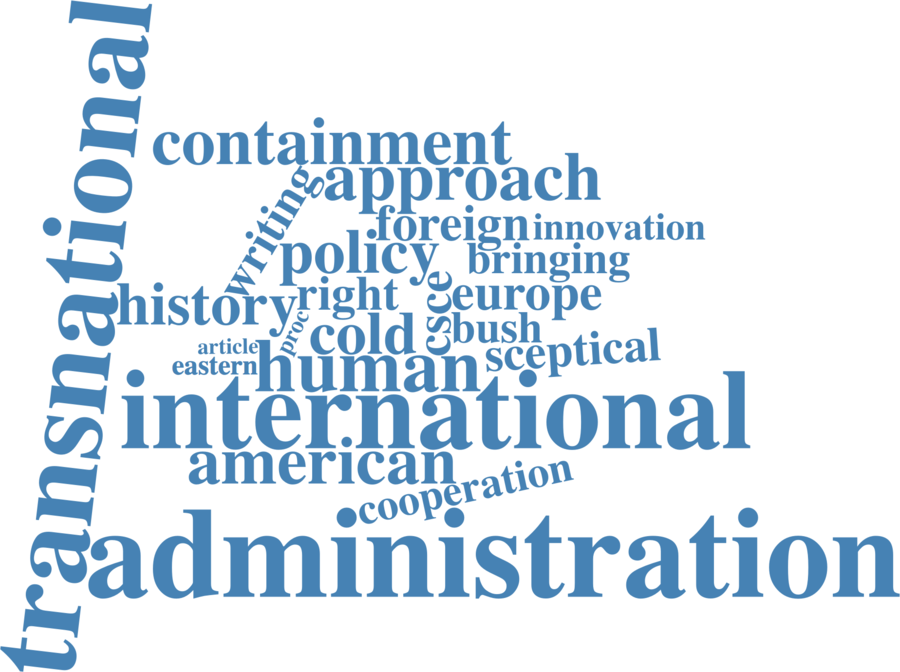 transnational
containment
approach
writing
foreign
innovation
policy
bringing
history
right
csce
europe
proc
cold
bush
article
eastern
human
sceptical
international
american
cooperation
administration